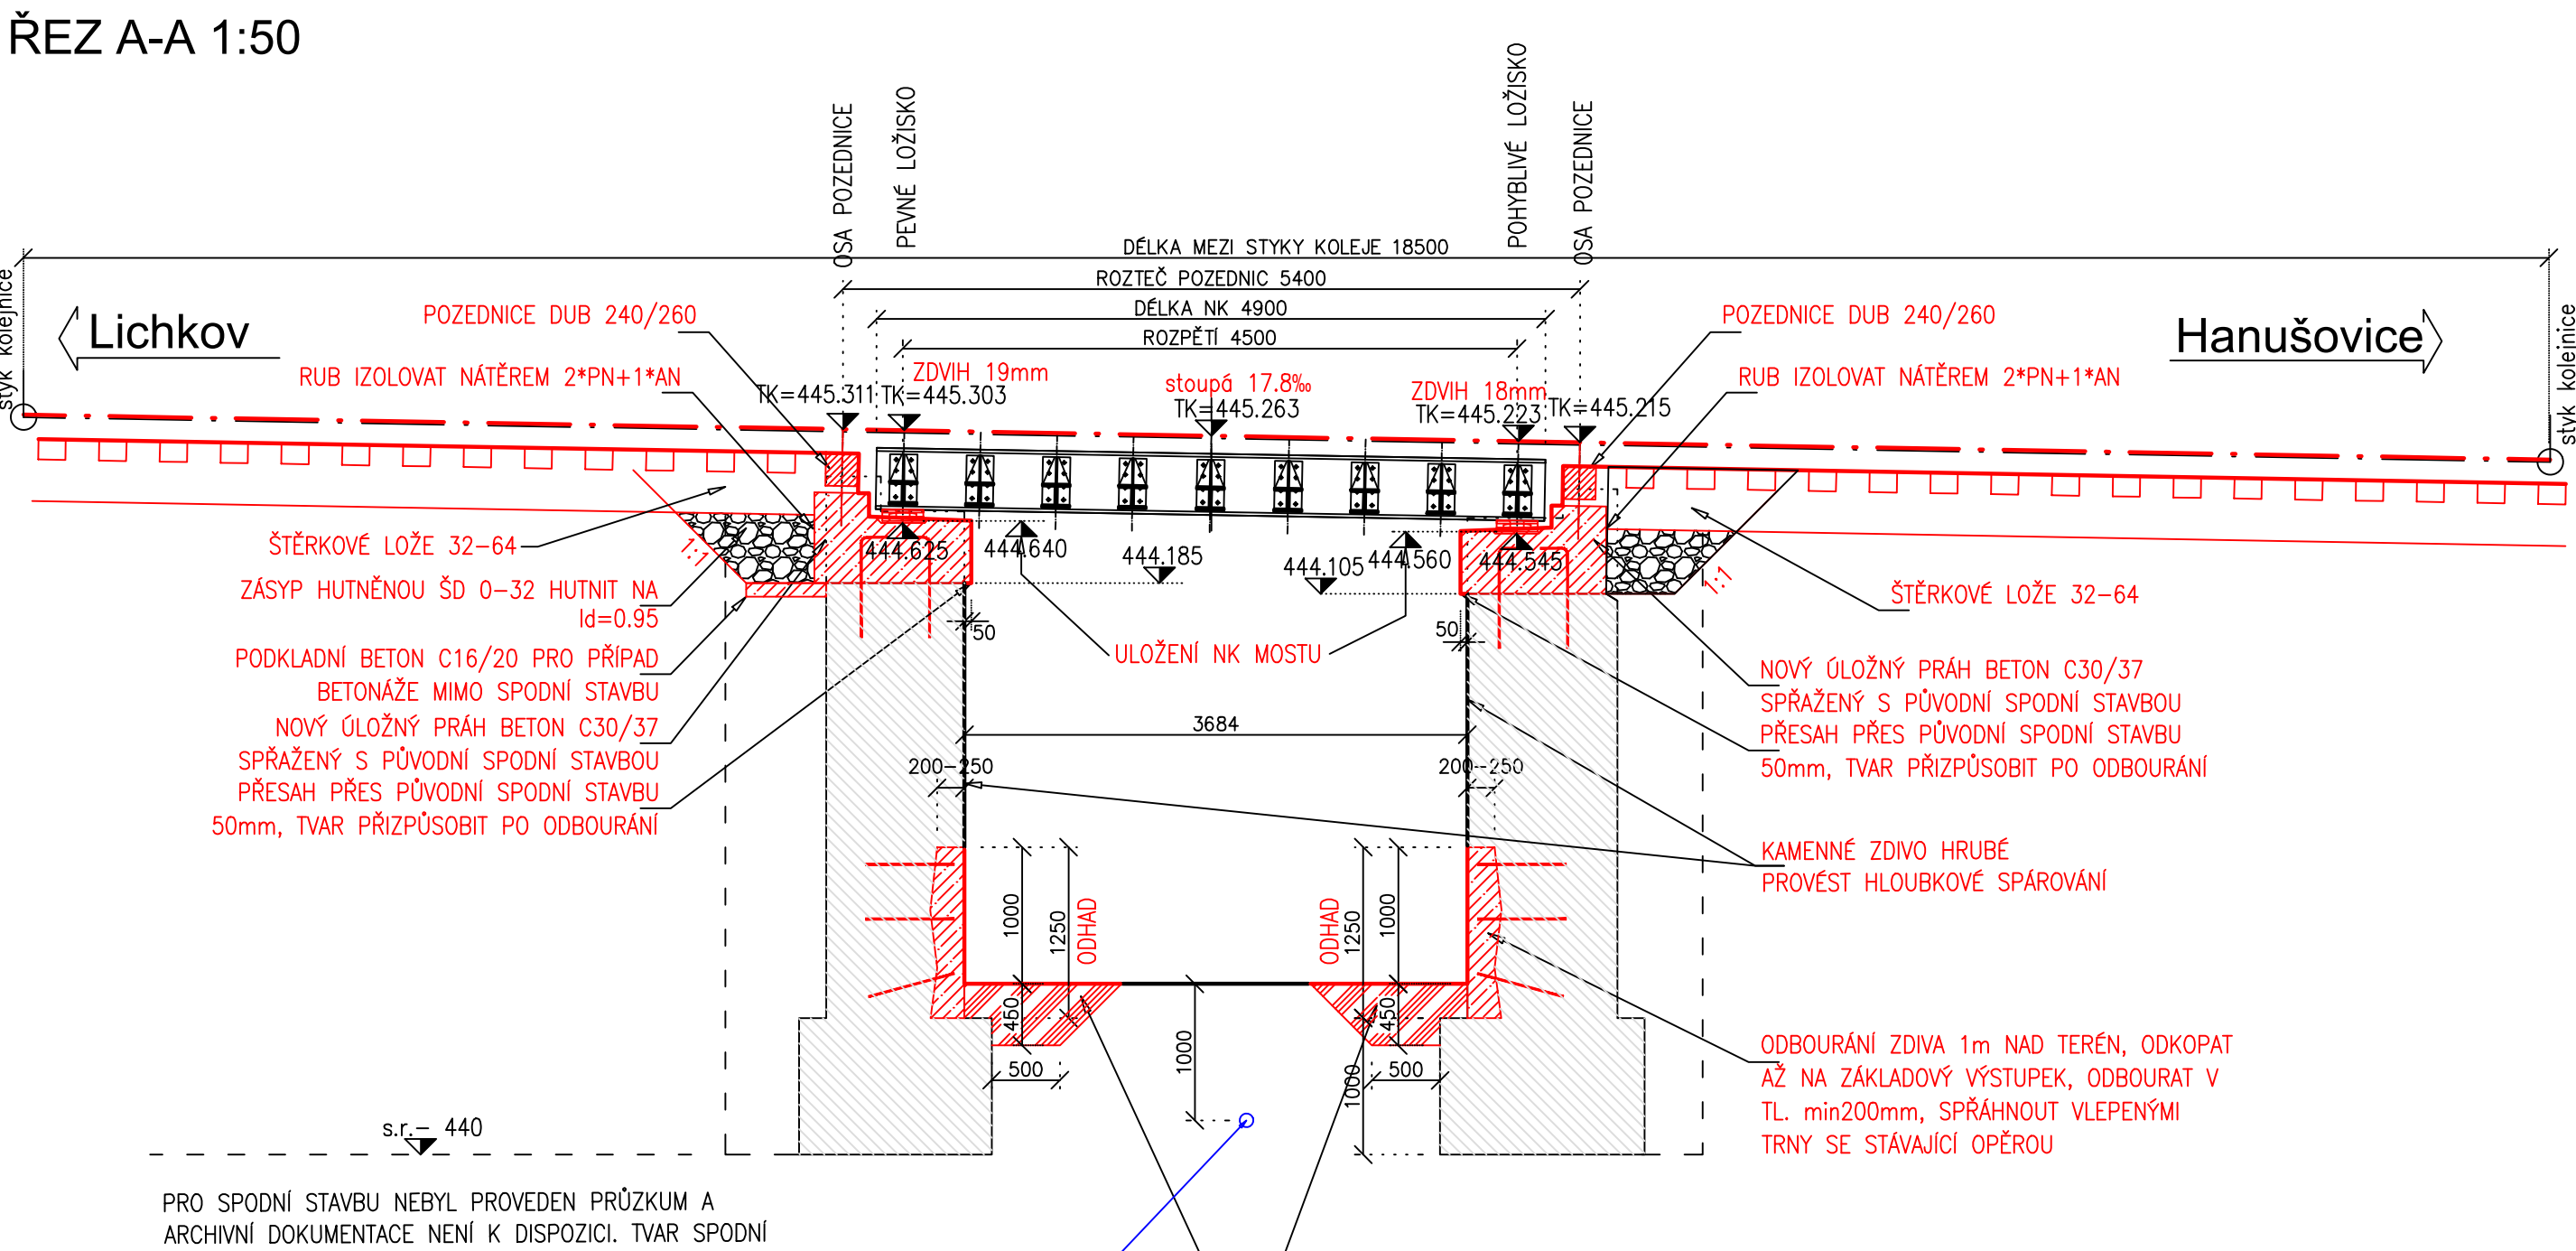 ŘEZ A-A 1:50
OSA POZEDNICE
PEVNÉ LOŽISKO
POHYBLIVÉ LOŽISKO
OSA POZEDNICE
DÉLKA MEZI STYKY KOLEJE 18500
ROZTEČ POZEDNIC 5400
DÉLKA NK 4900
ROZPĚTÍ 4500
styk kolejnice
Lichkov
POZEDNICE DUB 240/260
RUB IZOLOVAT NÁTĚREM 2*PN+1*AN
POZEDNICE DUB 240/260
Hanušovice
RUB IZOLOVAT NÁTĚREM 2*PN+1*AN
styk kolejnice
ZDVIH 19mm
TK=445.311
TK=445.303
stoupá 17.8‰
TK=445.263
ZDVIH 18mm
TK=445.223
TK=445.215
ŠTĚRKOVÉ LOŽE 32-64
1:1
444.625
444.640
444.185
444.105
444.560
444.545
1:1
ŠTĚRKOVÉ LOŽE 32-64
ZÁSYP HUTNĚNOU ŠD 0-32 HUTNIT NA
Id=0.95
50
50
ULOŽENÍ NK MOSTU
PODKLADNÍ BETON C16/20 PRO PŘÍPAD
BETONÁŽE MIMO SPODNÍ STAVBU
NOVÝ ÚLOŽNÝ PRÁH BETON C30/37
SPŘAŽENÝ S PŮVODNÍ SPODNÍ STAVBOU
PŘESAH PŘES PŮVODNÍ SPODNÍ STAVBU
50mm, TVAR PŘIZPŮSOBIT PO ODBOURÁNÍ
NOVÝ ÚLOŽNÝ PRÁH BETON C30/37
SPŘAŽENÝ S PŮVODNÍ SPODNÍ STAVBOU
PŘESAH PŘES PŮVODNÍ SPODNÍ STAVBU
50mm, TVAR PŘIZPŮSOBIT PO ODBOURÁNÍ
3684
200-250
200-250
KAMENNÉ ZDIVO HRUBÉ
PROVÉST HLOUBKOVÉ SPÁROVÁNÍ
1000
1250
ODHAD
ODHAD
1250
1000
450
450
500
1000
1000
500
ODBOURÁNÍ ZDIVA 1m NAD TERÉN, ODKOPAT
AŽ NA ZÁKLADOVÝ VÝSTUPEK, ODBOURAT V
TL. min200mm, SPŘÁHNOUT VLEPENÝMI
TRNY SE STÁVAJÍCÍ OPĚROU
s.r.- 440
PRO SPODNÍ STAVBU NEBYL PROVEDEN PRŮZKUM A
ARCHIVNÍ DOKUMENTACE NENÍ K DISPOZICI. TVAR SPODNÍ